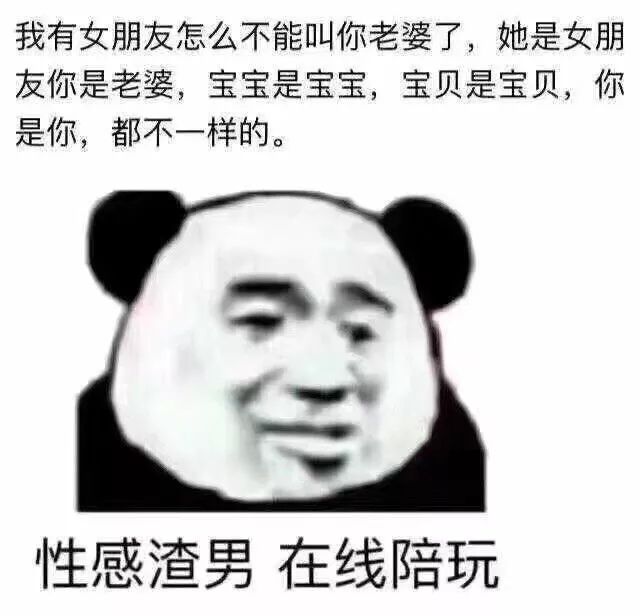 我有女朋友怎么不能叫你老婆了，她是女朋
友你是老婆，宝宝是宝宝，宝贝是宝贝，你
是你，都不一样的。
性感渣男 在线陪玩